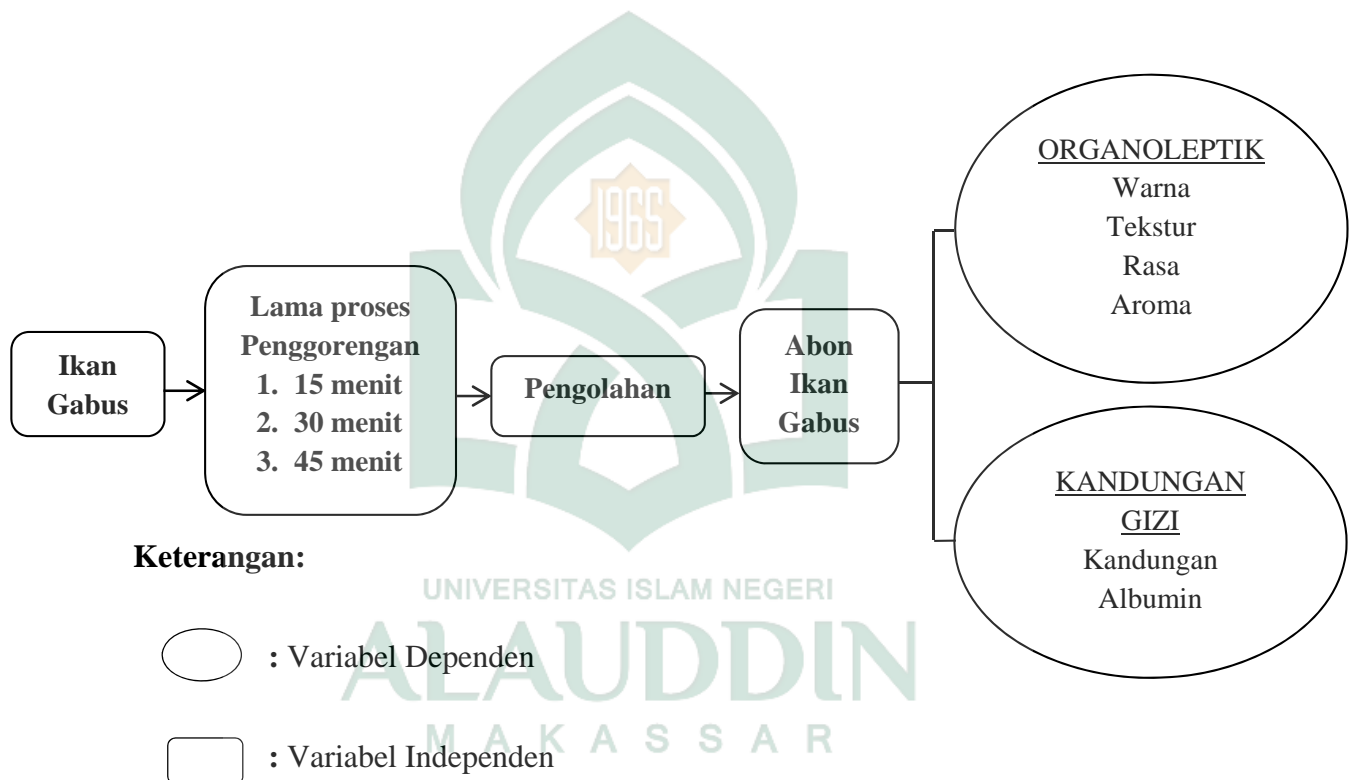 Ikan
Gabus
Lama proses
Penggorengan
1. 15 menit
2. 30 menit
3. 45 menit
Pengolahan
Abon
Ikan
Gabus
ORGANOLEPTIK
Warna
Tekstur
Rasa
Aroma
KANDUNGAN
GIZI
Kandungan
Albumin
Keterangan:
: Variabel Dependen
: Variabel Independen
1965
UNIVERSITAS ISLAM NEGERI
ALAUDDIN
MAKASSAR